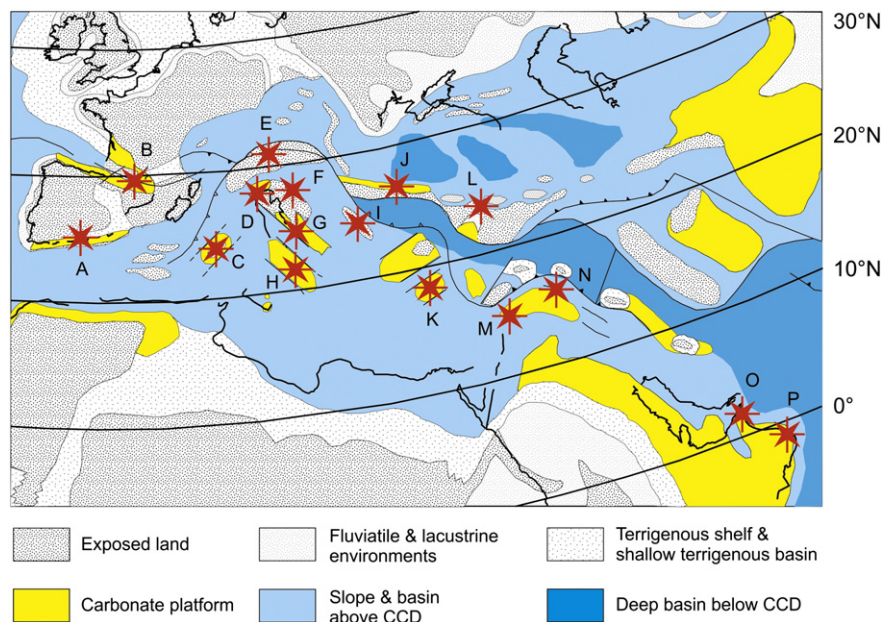 30°N
E
B
J
20°N
F
L
D
G
I
A
C
10°N
H
N
K
M
O
P
0°
Exposed land
Fluviatile & lacustrine
environments
Terrigenous shelf &
shallow terrigenous basin
Carbonate platform
Slope & basin
above CCD
Deep basin below CCD